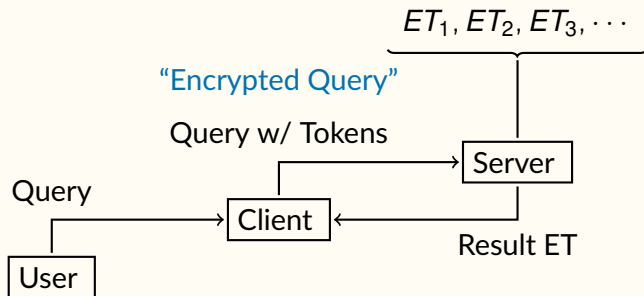 ET₁, ET₂, ET₃, ⋯
“Encrypted Query”
Query w/ Tokens
Server
Query
Client
Result ET
User